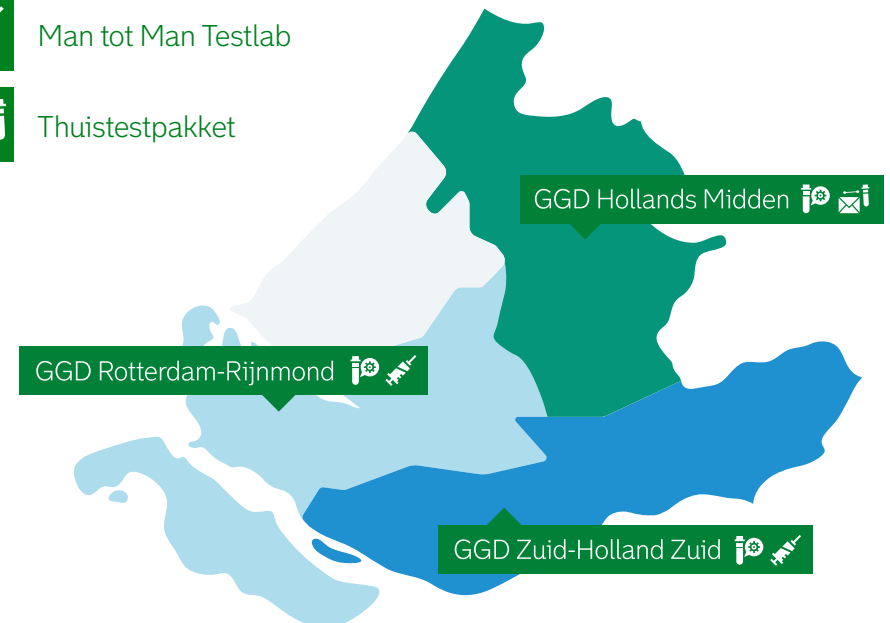 Man tot Man Testlab
Thuistestpakket
GGD Hollands Midden
GGD Rotterdam-Rijnmond
GGD Zuid-Holland Zuid